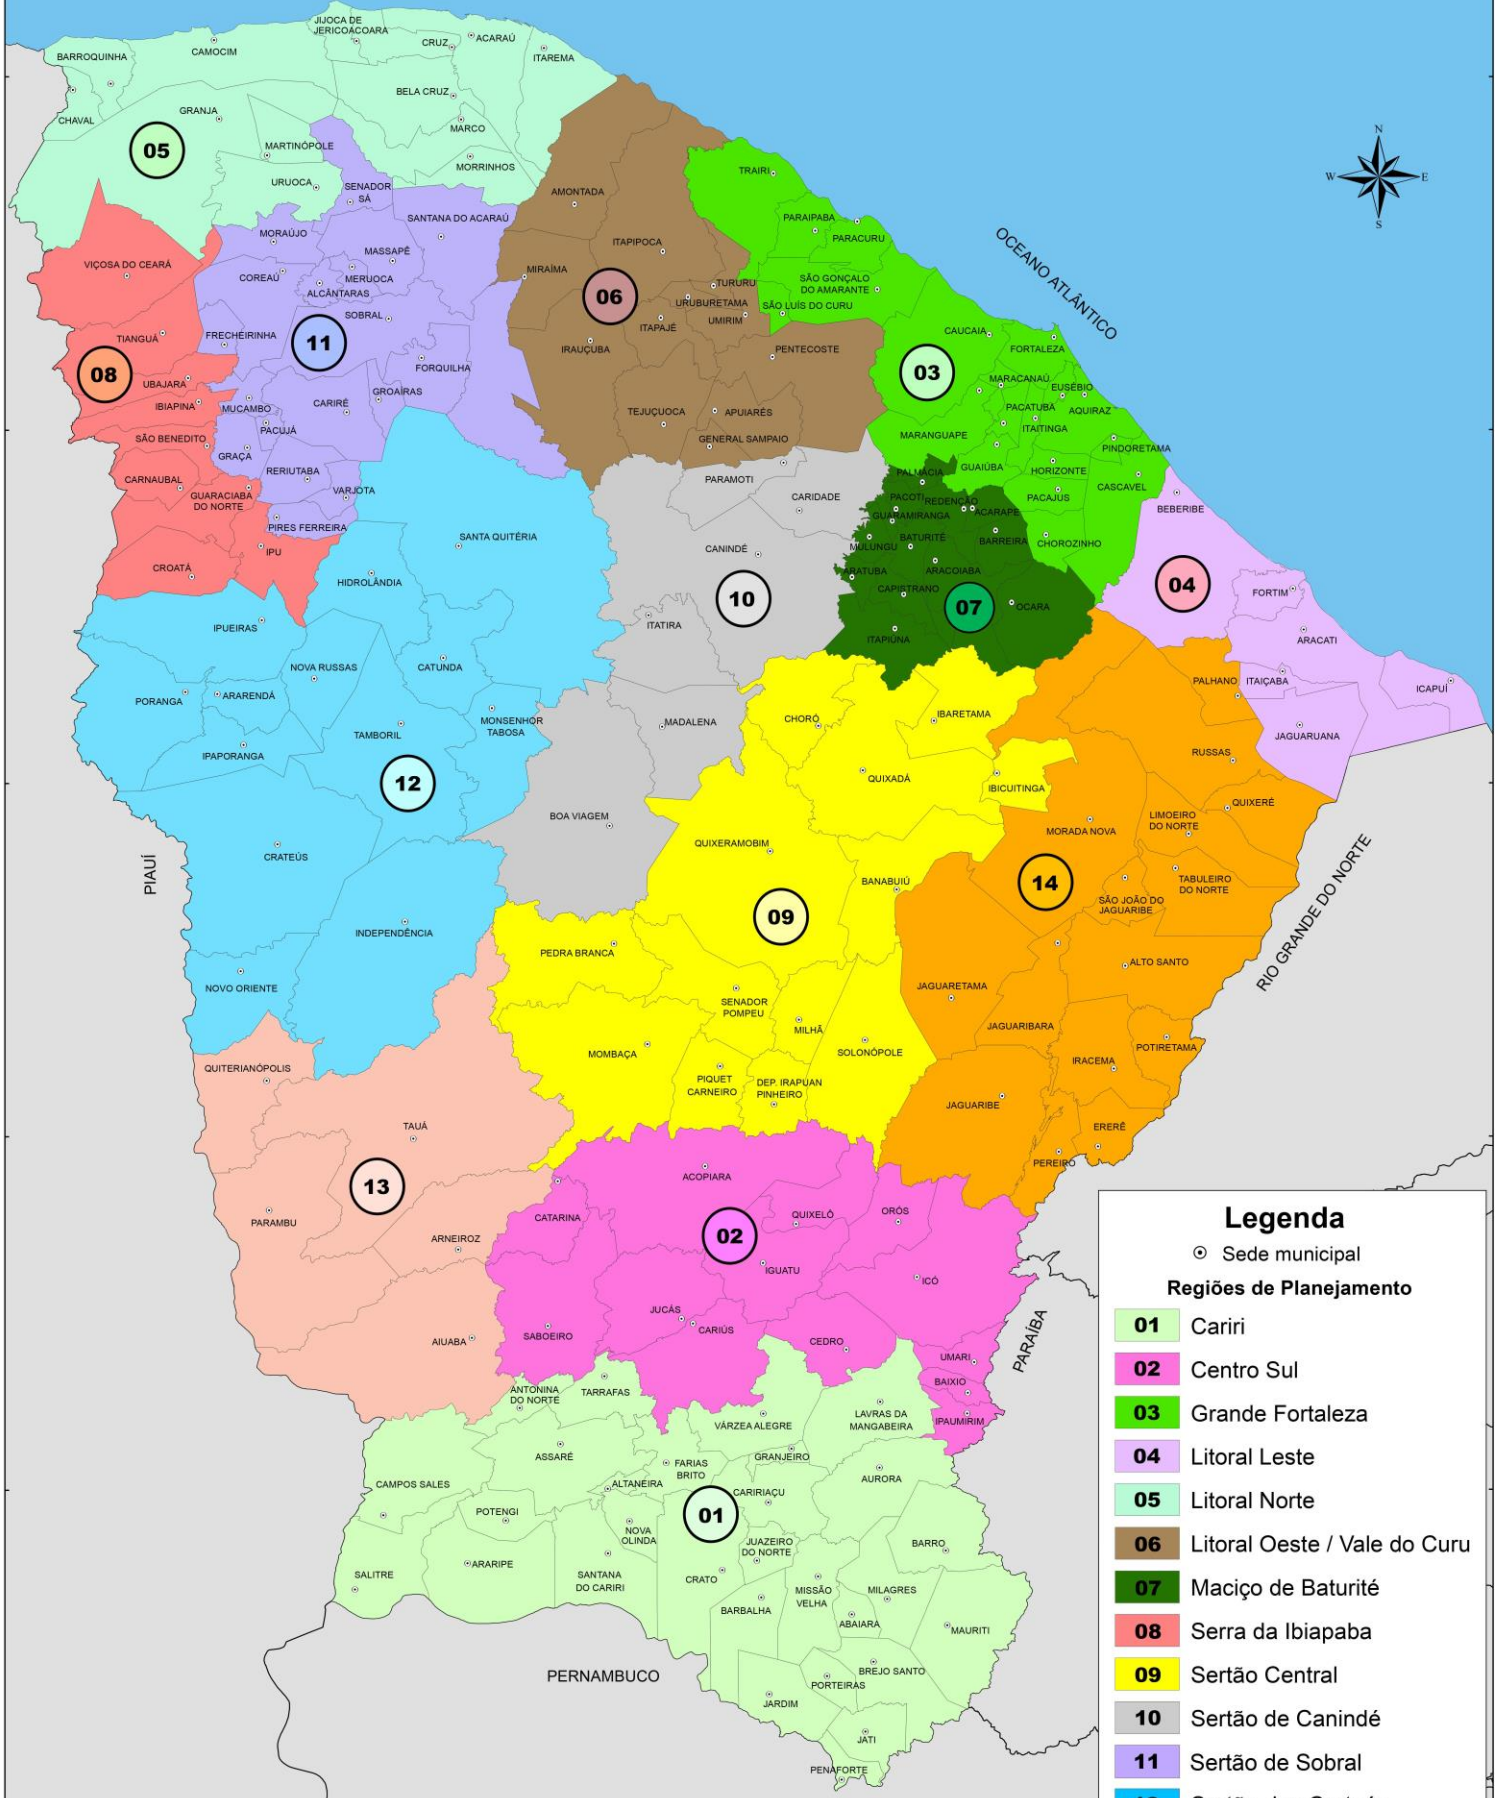 JIJOCA DE
JERICOACOARA
CRUZ
ACARAÚ
BARROQUINHA
CAMOCIM
ITAREMA
BELA CRUZ
CHAVAL
GRANJA
MARCO
05
MARTINÓPOLE
MORRINHOS
URUOCA
SENADOR
SÁ
AMONTADA
TRAIRI
N
W
E
S
SANTANA DO ACARAÚ
PARAIPABA
PARACURU
MORAÚJO
MASSAPÊ
ITAPIPOCA
OCEANO ATLÂNTICO
VIÇOSA DO CEARÁ
COREAÚ
MERUOCA
ALCÂNTARAS
MIRAÍMA
06
TURURU
URUBURETAMA
SÃO GONÇALO
DO AMARANTE
SÃO LUÍS DO CURU
SOBRAL
UMIRIM
ITAPAJÉ
TIANGUÁ
FRECHEIRINHA
11
IRAUÇUBA
CAUCAIA
FORTALEZA
PENTECOSTE
FORQUILHA
08
UBAJARA
03
MARACANAÚ
EUSÉBIO
GROAÍRAS
IBIAPINA
MUCAMBO
CARIRÉ
TEJUÇUOCA
APUIARÉS
PACATUBA
AQUIRAZ
ITAITINGA
PACUJÁ
SÃO BENEDITO
GENERAL SAMPAIO
MARANGUAPE
PINDORETAMA
GRAÇA
RERIUTABA
GUAIÚBA
HORIZONTE
PALMÁCIA
CARNAUBAL
GUARACIABA
DO NORTE
VARJOTA
PARAMOTI
CARIDADE
PACOTI
REDENÇÃO
PACAJUS
CASCAVEL
PIRES FERREIRA
GUARAMIRANGA
ACARAPE
BEBERIBE
SANTA QUITÉRIA
BATURITÉ
BARREIRA
CHOROZINHO
MULUNGU
IPU
CANINDÉ
CROATÁ
HIDROLÂNDIA
ARATUBA
ARACOIABA
04
CAPISTRANO
FORTIM
10
07
OCARA
IPUEIRAS
ITATIRA
ITAPIÚNA
ARACATI
NOVA RUSSAS
CATUNDA
PALHANO
ITAIÇABA
ICAPUÍ
PORANGA
ARARENDÁ
MONSENHOR
TABOSA
MADALENA
CHORÓ
IBARETAMA
TAMBORIL
JAGUARUANA
IPAPORANGA
RUSSAS
QUIXADÁ
IBICUITINGA
12
QUIXERÉ
BOA VIAGEM
LIMOEIRO
DO NORTE
MORADA NOVA
QUIXERAMOBIM
CRATEÚS
PIAUÍ
BANABUIÚ
14
TABULEIRO
DO NORTE
SÃO JOÃO DO
JAGUARIBE
RIO GRANDE DO NORTE
09
INDEPENDÊNCIA
PEDRA BRANCA
ALTO SANTO
NOVO ORIENTE
SENADOR
POMPEU
JAGUARETAMA
MILHÃ
JAGUARIBARA
POTIRETAMA
MOMBAÇA
SOLONÓPOLE
QUITERIANÓPOLIS
IRACEMA
PIQUET
CARNEIRO
DEP. IRAPUAN
PINHEIRO
JAGUARIBE
TAUÁ
ERERÊ
PEREIRO
13
ACOPIARA
CATARINA
QUIXELÔ
ORÓS
PARAMBU
02
ARNEIROZ
IGUATU
ICÓ
JUCÁS
CARIÚS
PARAÍBA
AIUABA
SABOEIRO
CEDRO
UMARI
BAIXIO
ANTONINA
DO NORTE
TARRAFAS
IPAUMIRIM
VÁRZEA ALEGRE
LAVRAS DA
MANGABEIRA
ASSARÉ
FARIAS
BRITO
GRANJEIRO
AURORA
CAMPOS SALES
ALTANEIRA
CARIRIAÇU
01
POTENGI
NOVA
OLINDA
JUAZEIRO
DO NORTE
BARRO
ARARIPE
SALITRE
SANTANA
DO CARIRI
CRATO
MISSÃO
VELHA
MILAGRES
BARBALHA
ABAIARA
MAURITI
PERNAMBUCO
BREJO SANTO
PORTEIRAS
JARDIM
JATI
PENAFORTE
Legenda
Sede municipal
Regiões de Planejamento
01 Cariri
02 Centro Sul
03 Grande Fortaleza
04 Litoral Leste
05 Litoral Norte
06 Litoral Oeste / Vale do Curu
07 Maciço de Baturité
08 Serra da Ibiapaba
09 Sertão Central
10 Sertão de Canindé
11 Sertão de Sobral